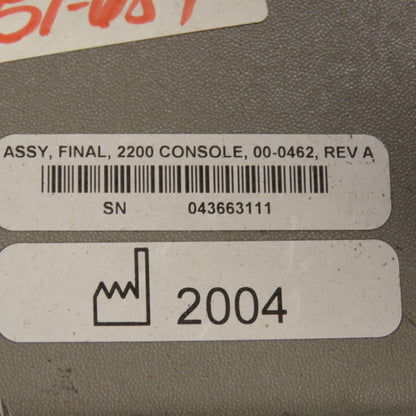 ASSY, FINAL, 2200 CONSOLE, 00-0462, REV A
SN 043663111
2004